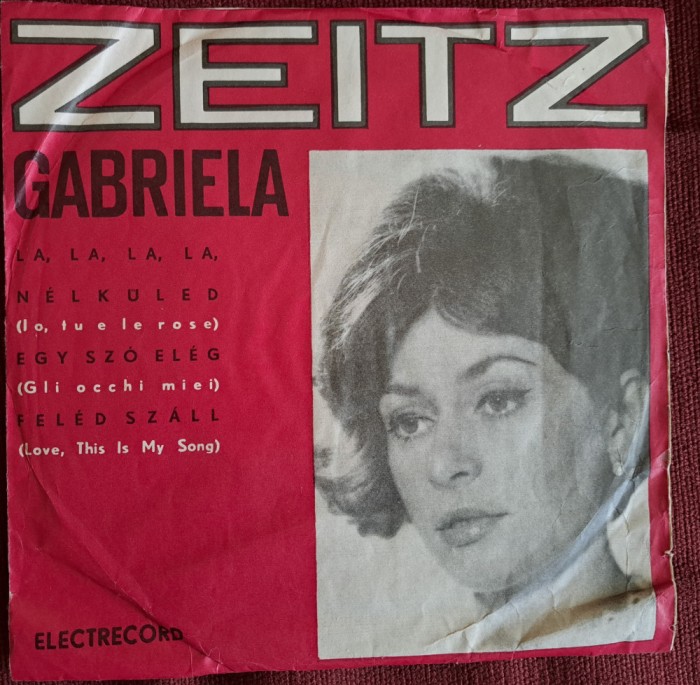 ZEITZ
GABRIELA
LA, LA, LA, LA,
NÉLKÜLED
(Io, tu e le rose)
EGY SZÓ ELÉG
(Gli occhi miei)
FELÉD SZÁLL
(Love, This Is My Song)
ELECTRECORD